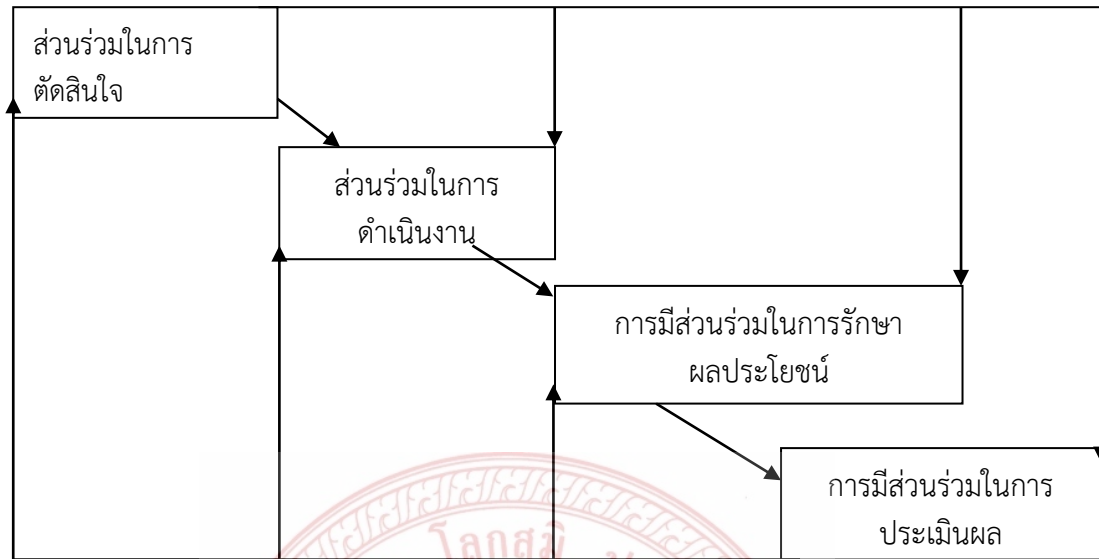 ส่วนร่วมในการ
ตัดสินใจ
ส่วนร่วมในการ
ดำเนินงาน
การมีส่วนร่วมในการรักษา
ผลประโยชน์
การมีส่วนร่วมในการ
ประเมินผล